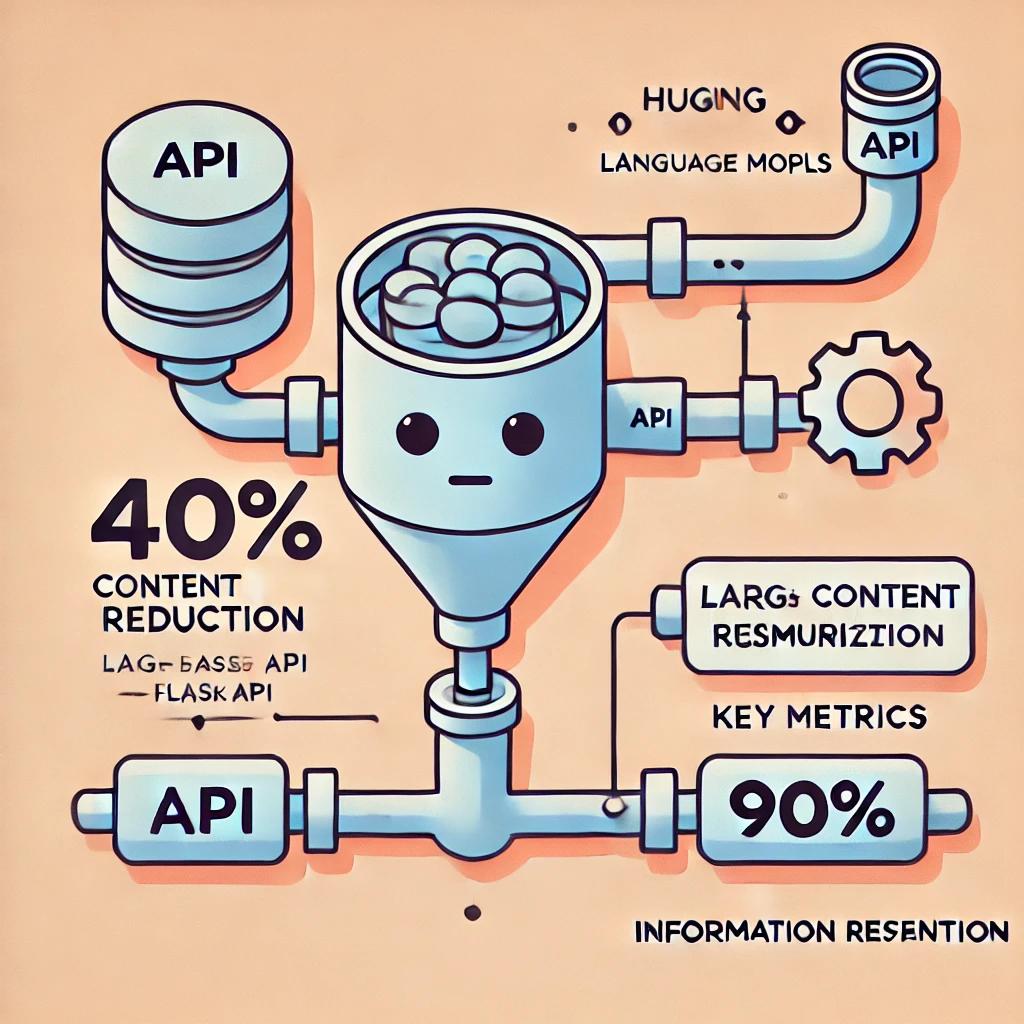 HUGING
LANGUAGE MOPLS
API
API
API
40%
CONTENT
REDUCTION
API
FLASK API
CONTENT
RESMURIZTION
KEY METRICS
API
90%
INFORMATION RESENTION